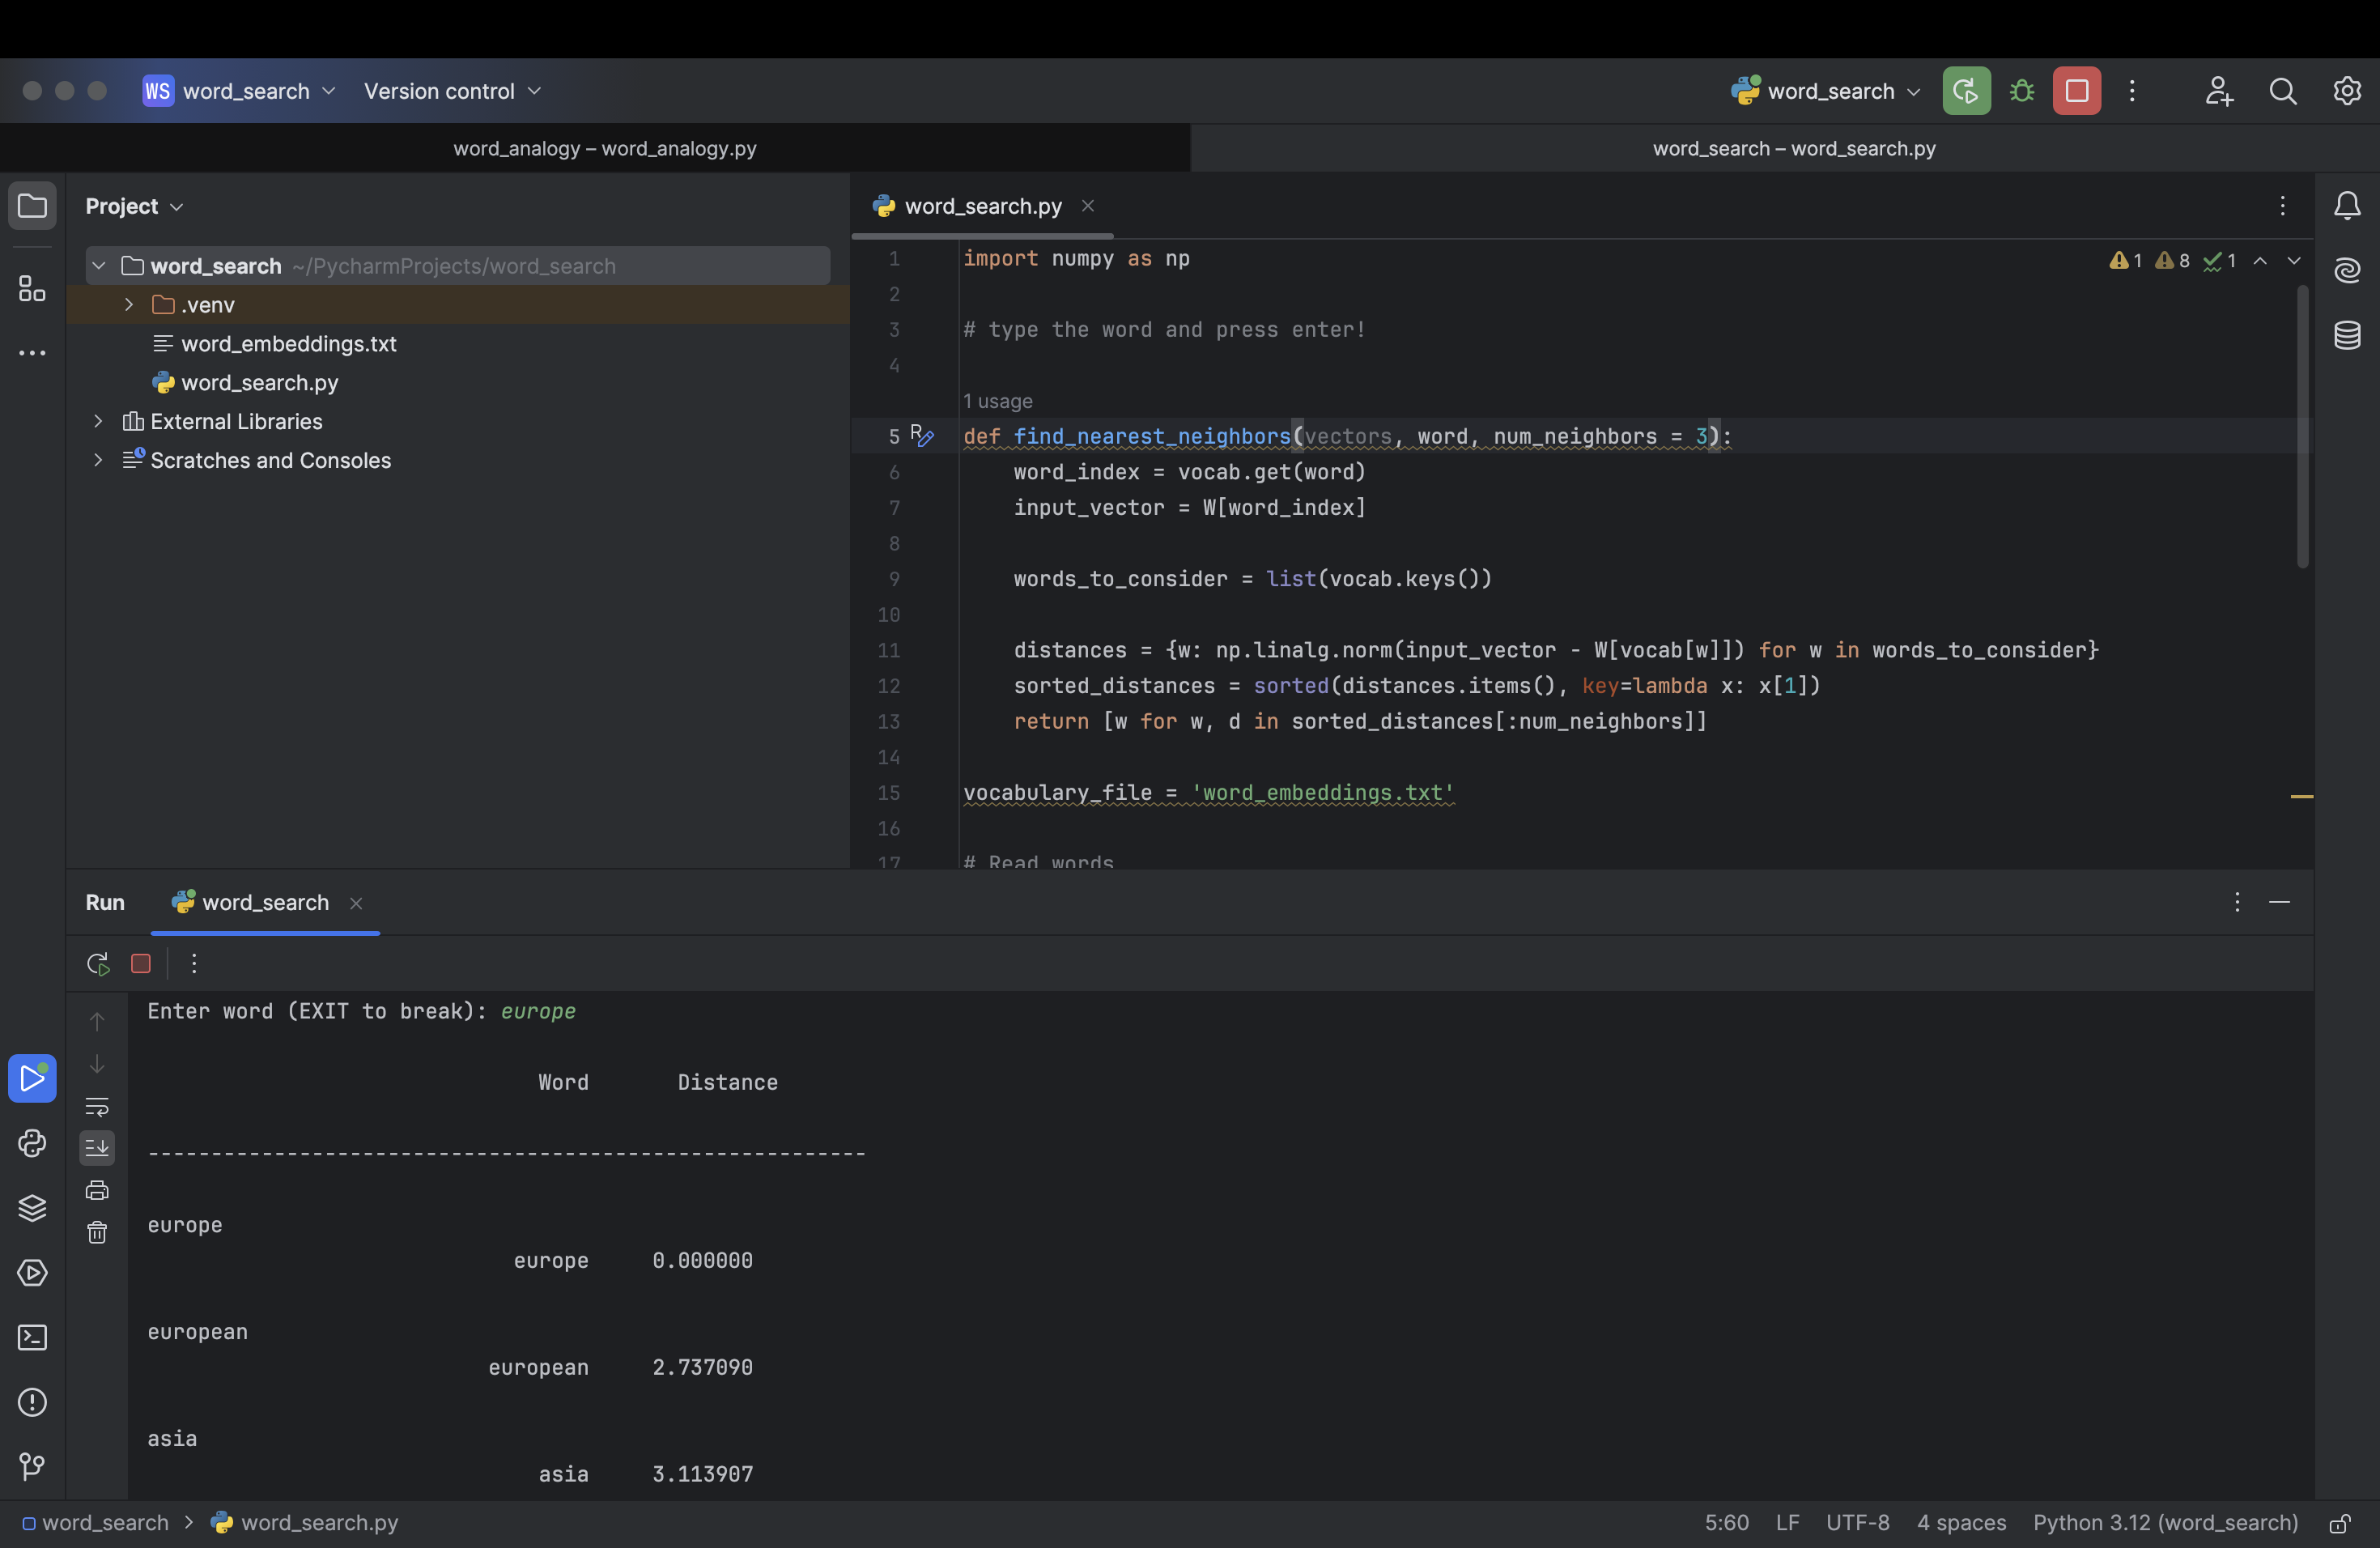 WS word_search Version control word_search
word_analogy – word_analogy.py word_search – word_search.py
Project
word_search ~/PycharmProjects/word_search
.venv
word_embeddings.txt
word_search.py
External Libraries
Scratches and Consoles
word_search.py
1 8 1
1 import numpy as np
2
3 # type the word and press enter!
4
1 usage
5 def find_nearest_neighbors(vectors, word, num_neighbors = 3):
6 word_index = vocab.get(word)
7 input_vector = W[word_index]
8
9 words_to_consider = list(vocab.keys())
10
11 distances = {w: np.linalg.norm(input_vector - W[vocab[w]]) for w in words_to_consider}
12 sorted_distances = sorted(distances.items(), key=lambda x: x[1])
13 return [w for w, d in sorted_distances[:num_neighbors]]
14
15 vocabulary_file = 'word_embeddings.txt'
16
17 # Read words
Run word_search
Enter word (EXIT to break): europe
Word Distance
---------------------------------------------------------
europe
europe 0.000000
european
european 2.737090
asia
asia 3.113907
word_search > word_search.py 5:60 LF UTF-8 4 spaces Python 3.12 (word_search)